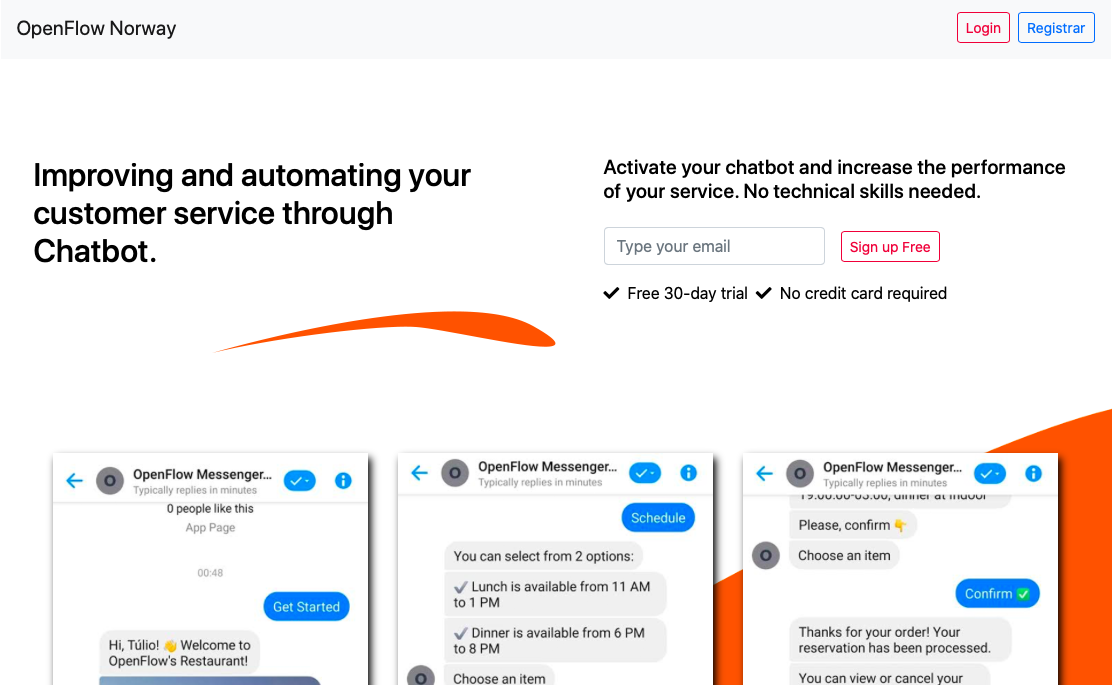 OpenFlow Norway
Login
Registrar
Improving and automating your
customer service through
Chatbot.
Activate your chatbot and increase the performance
of your service. No technical skills needed.
Type your email
Sign up Free
Free 30-day trial
No credit card required
OpenFlow Messenger...
Typically replies in minutes
0 people like this
App Page
00:48
Get Started
Hi, Túlio! 👋 Welcome to
OpenFlow's Restaurant!
O
OpenFlow Messenger...
Typically replies in minutes
O
Schedule
You can select from 2 options:
✔️ Lunch is available from 11 AM
to 1 PM
✔️ Dinner is available from 6 PM
to 8 PM
Choose an item
O
OpenFlow Messenger...
Typically replies in minutes
O
19:00:00-03:00, dinner at Indoor
Please, confirm 👇
Choose an item
O
Confirm ✅
Thanks for your order! Your
reservation has been processed.
You can view or cancel your